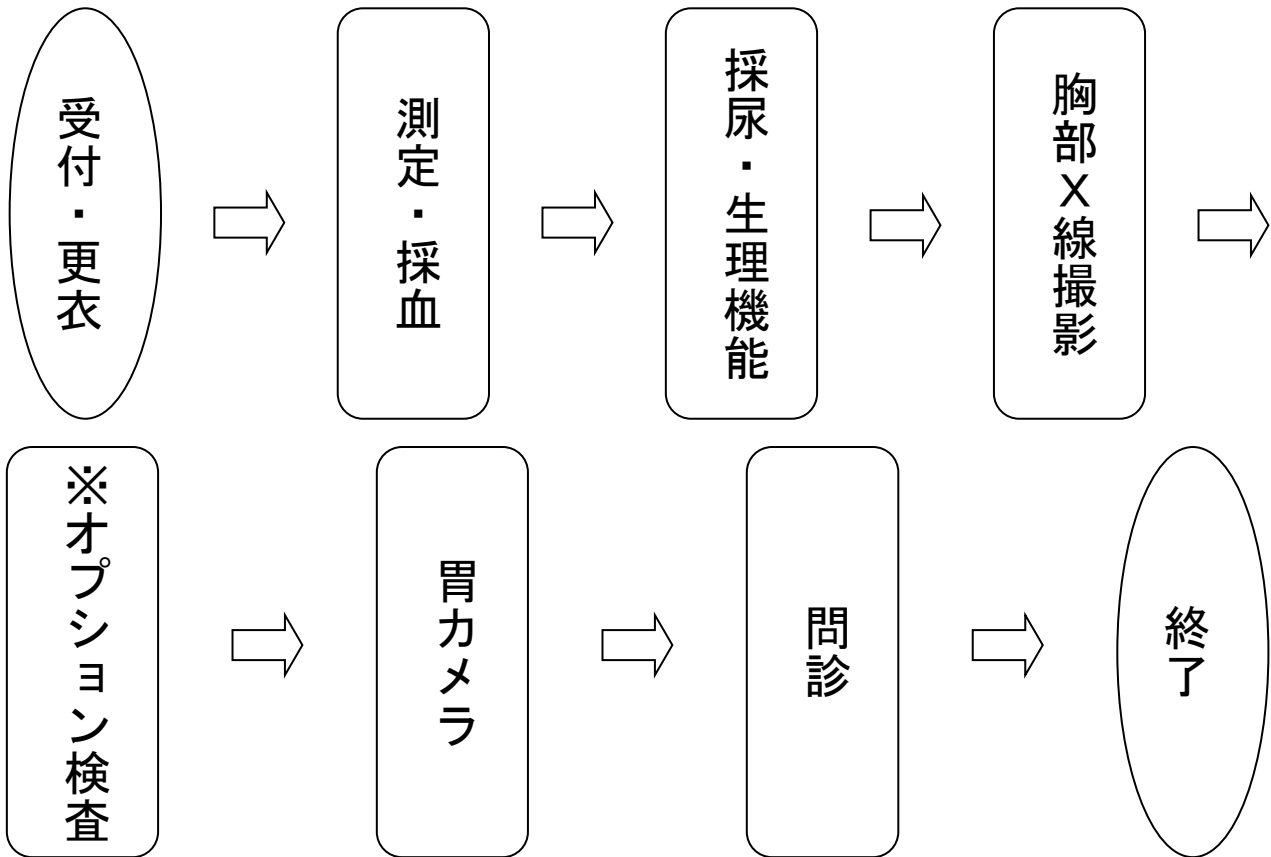 受付・更衣
測定・採血
採尿・生理機能
胸部X線撮影
※オプション検査
胃カメラ
問診
終了